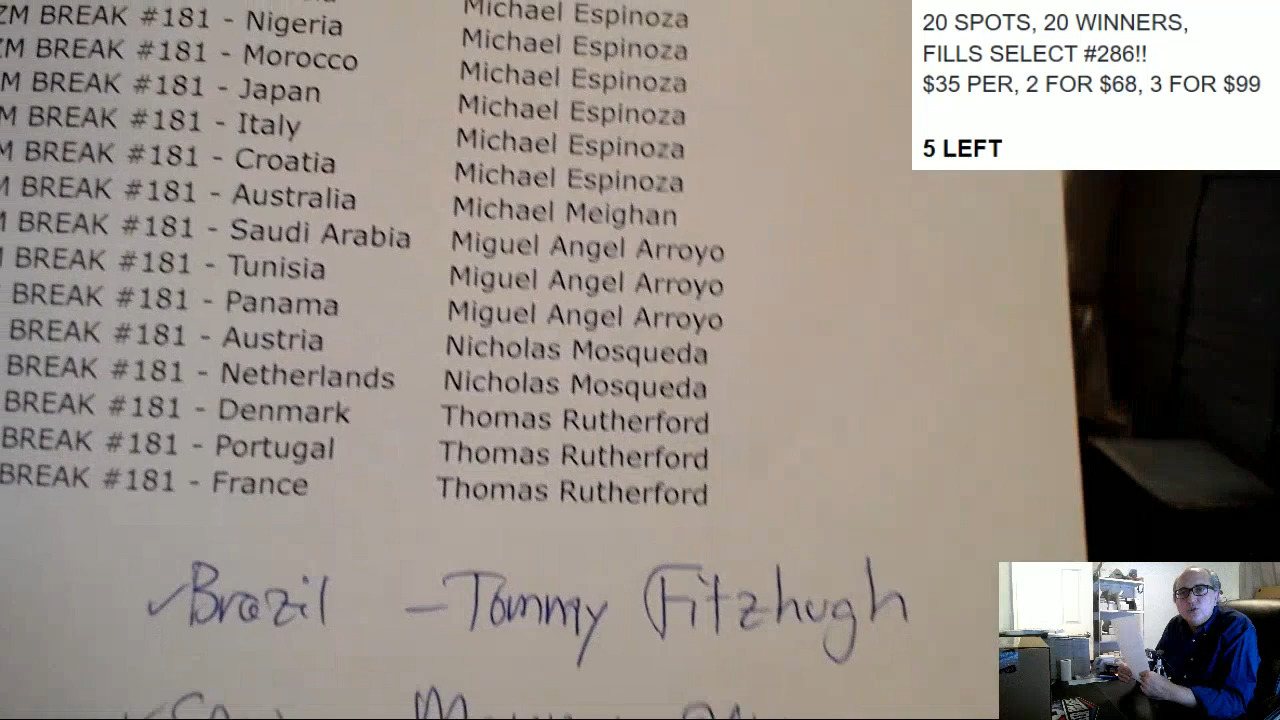 Michael Espinoza
ZM BREAK #181 - Nigeria Michael Espinoza
ZM BREAK #181 - Morocco Michael Espinoza
M BREAK #181 - Japan Michael Espinoza
M BREAK #181 - Italy Michael Espinoza
M BREAK #181 - Croatia Michael Espinoza
BREAK #181 - Australia Michael Meighan
BREAK #181 - Saudi Arabia Miguel Angel Arroyo
BREAK #181 - Tunisia Miguel Angel Arroyo
BREAK #181 - Panama Miguel Angel Arroyo
BREAK #181 - Austria Nicholas Mosqueda
BREAK #181 - Netherlands Nicholas Mosqueda
BREAK #181 - Denmark Thomas Rutherford
BREAK #181 - Portugal Thomas Rutherford
BREAK #181 - France Thomas Rutherford
✓Brazil - Tommy Fitzhugh
20 SPOTS, 20 WINNERS,
FILLS SELECT #286!!
$35 PER, 2 FOR $68, 3 FOR $99
5 LEFT